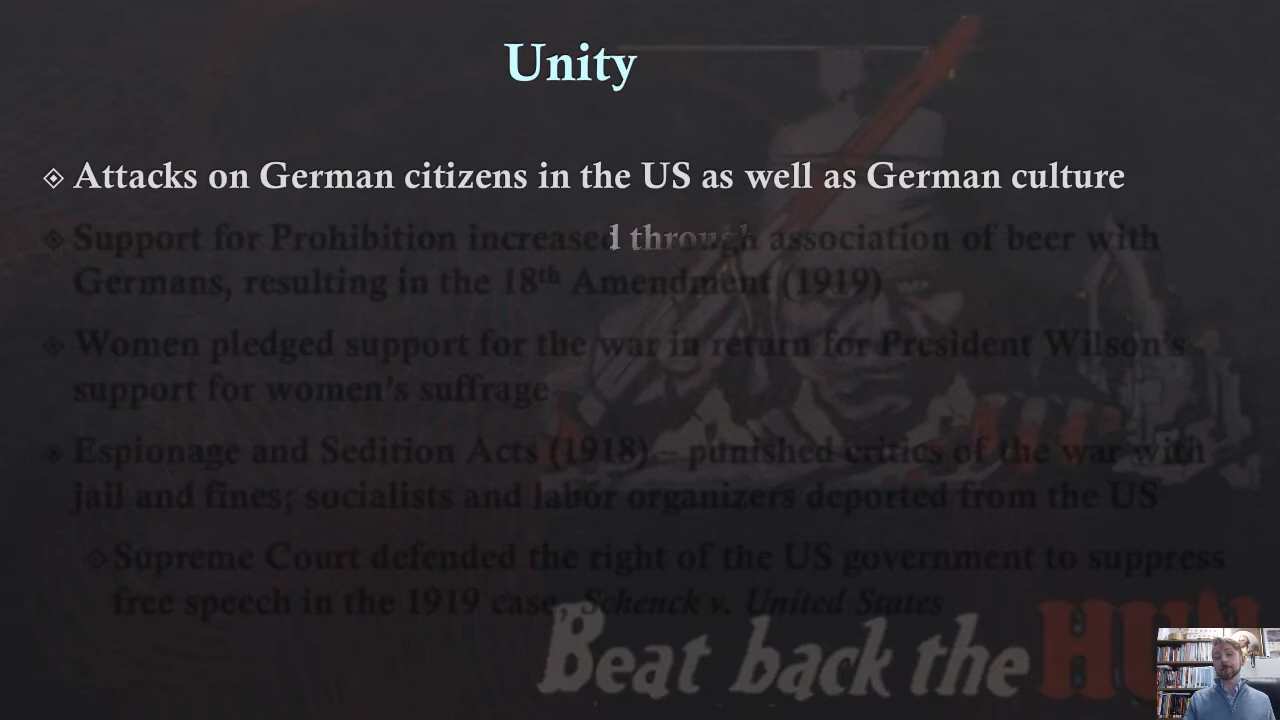 Unity
◈ Attacks on German citizens in the US as well as German culture
◈ Support for Prohibition increased through association of beer with
Germans, resulting in the 18th Amendment (1919)
◈ Women pledged support for the war in return for President Wilson's
support for women's suffrage
◈ Espionage and Sedition Acts (1918) – punished critics of the war with
jail and fines; socialists and labor organizers deported from the US
◈ Supreme Court defended the right of the US government to suppress
free speech in the 1919 case, Schenck v. United States
Beat back the